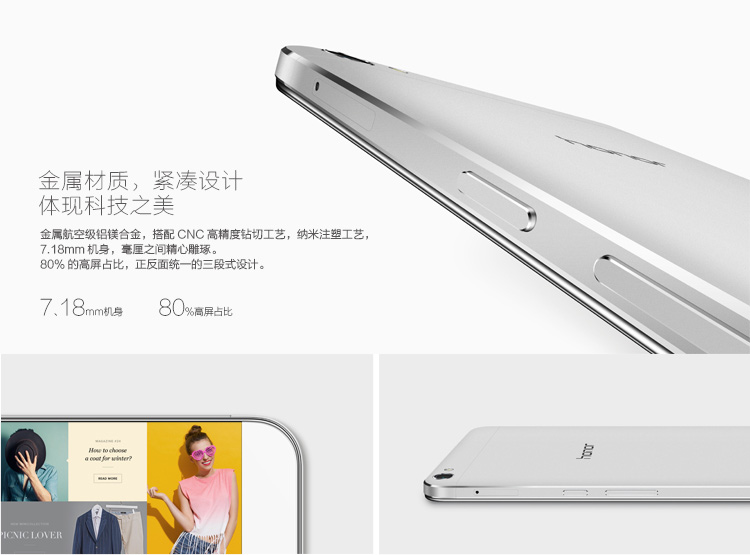 金属材质，紧凑设计
体现科技之美
金属航空级铝镁合金，搭配 CNC 高精度钻切工艺，纳米注塑工艺，
7.18mm 机身，毫厘之间精心雕琢。
80% 的高屏占比，正反面统一的三段式设计。
7.18mm机身 80%高屏占比
honor
How to choose
a coat for winter?
READ MORE
PICNIC LOVER
honor